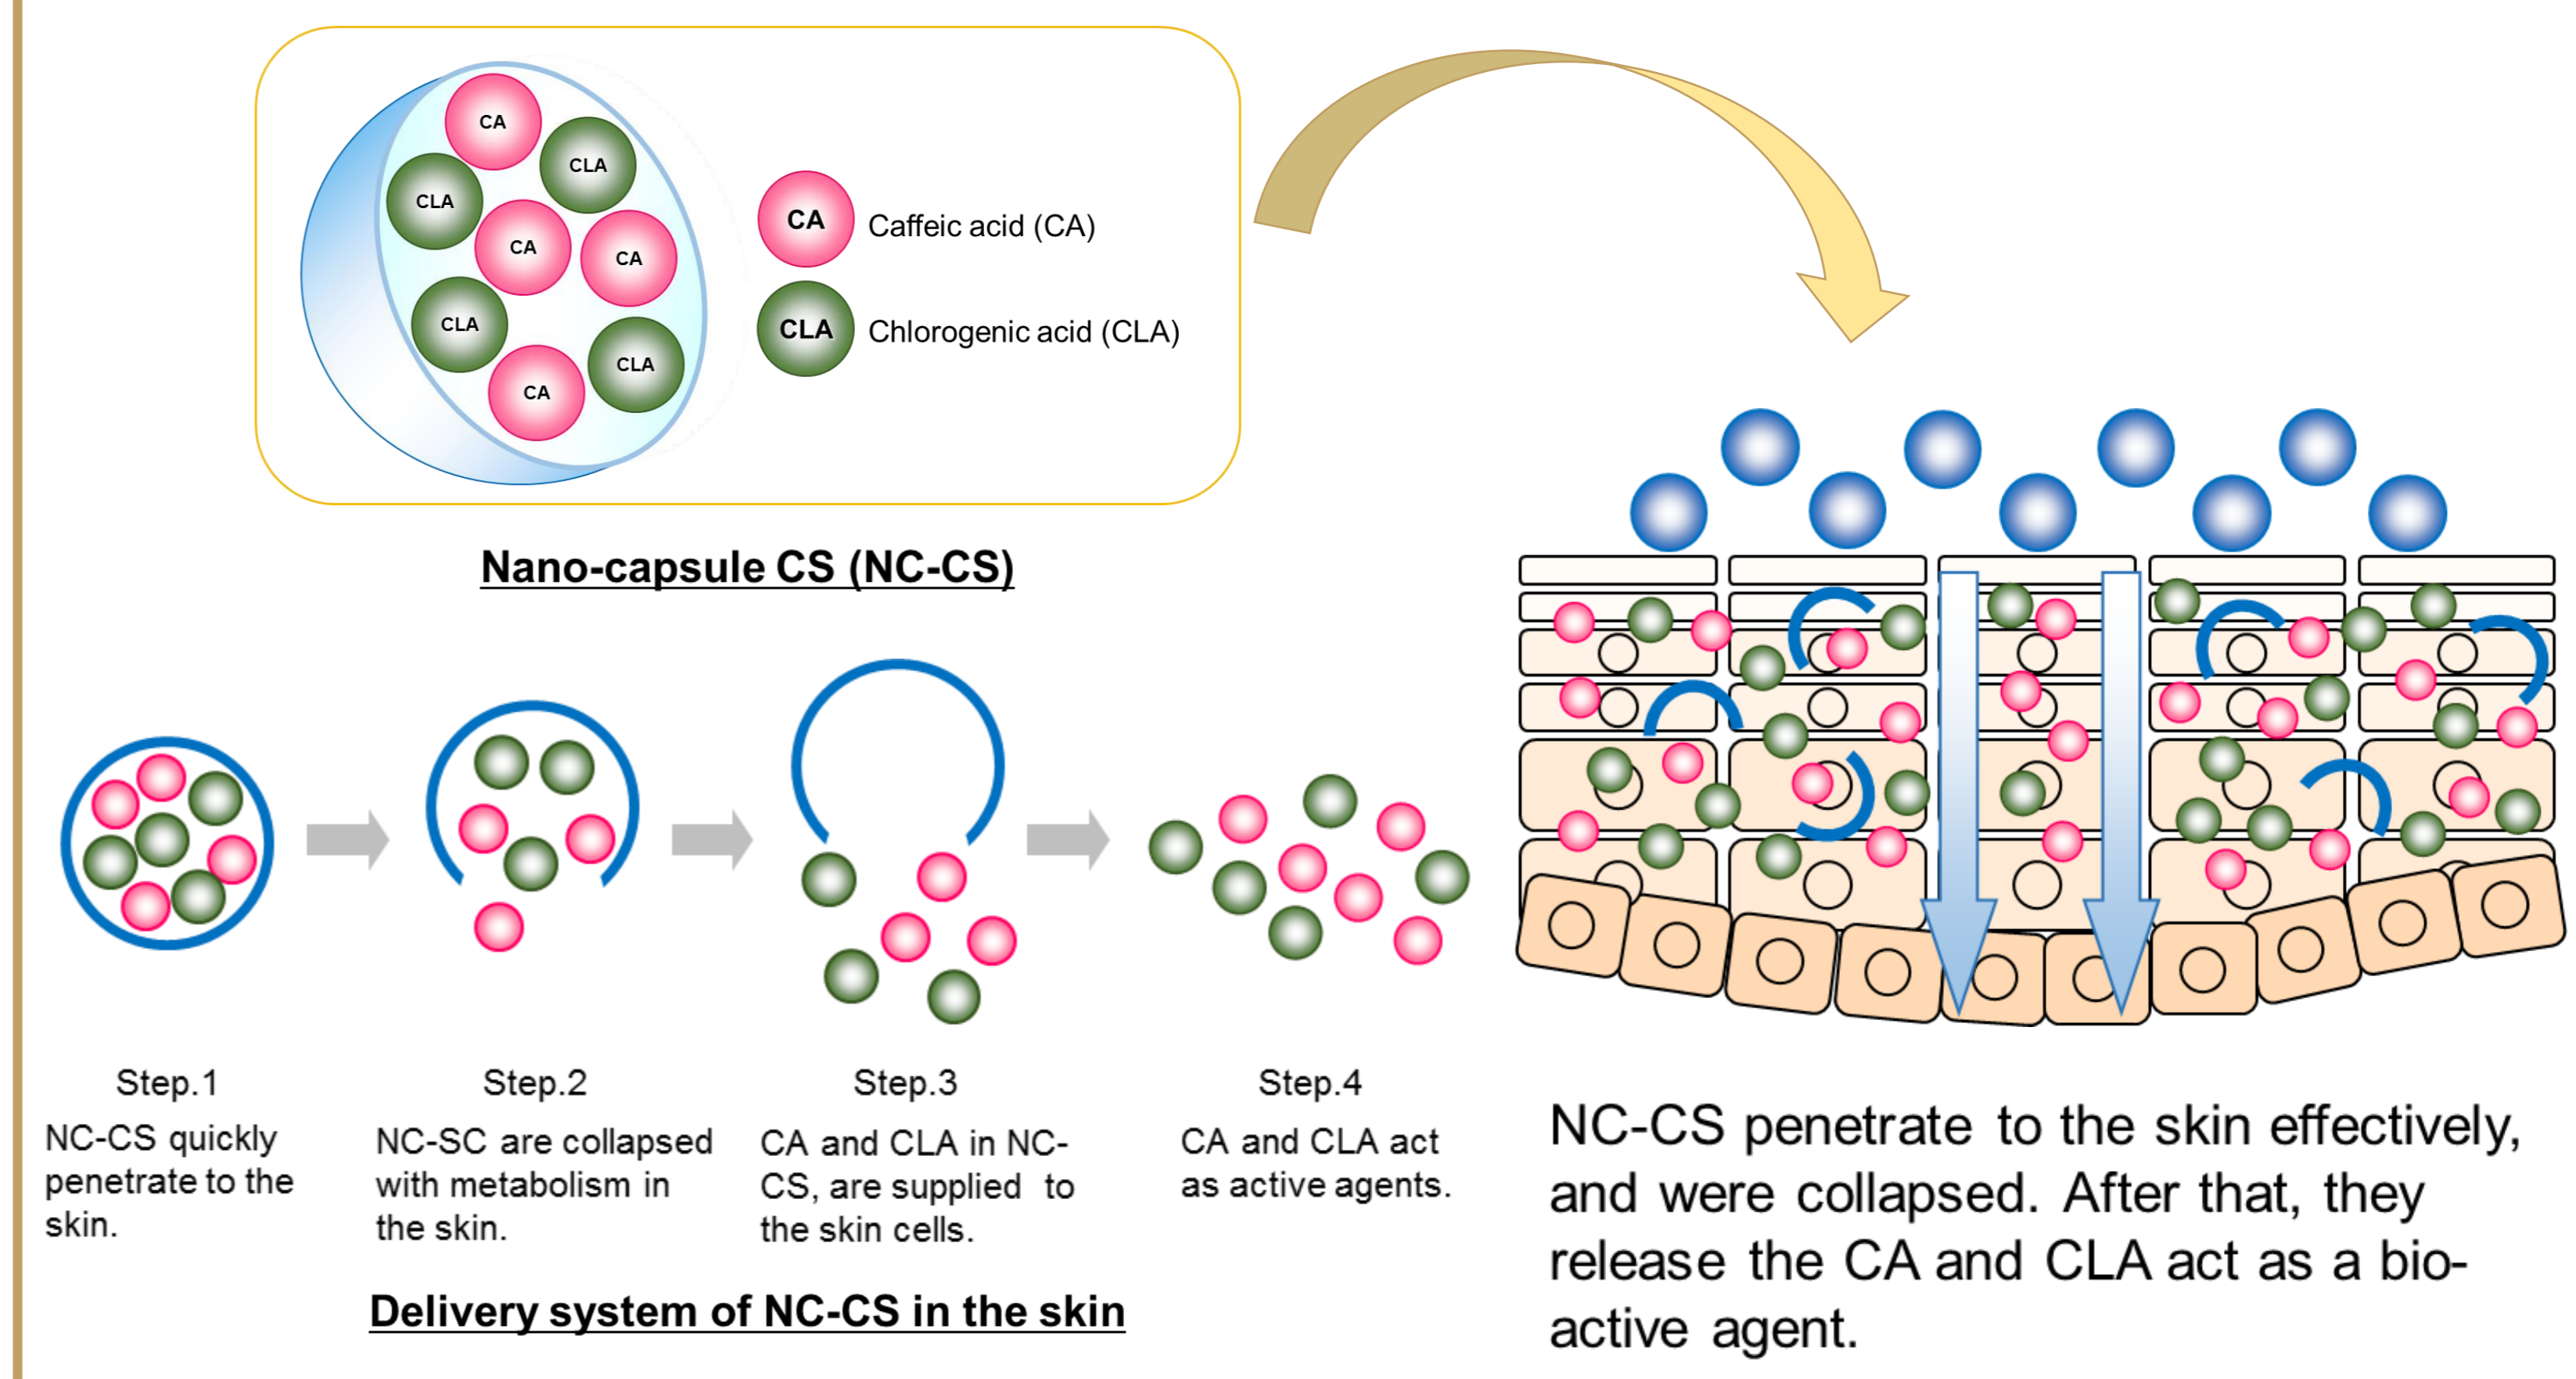 CA
CLA
CLA
CA
CA
CLA
CLA
CA
CA Caffeic acid (CA)
CLA Chlorogenic acid (CLA)
Nano-capsule CS (NC-CS)
Step.1
NC-CS quickly
penetrate to the
skin.
Step.2
NC-SC are collapsed
with metabolism in
the skin.
Step.3
CA and CLA in NC-
CS, are supplied to
the skin cells.
Step.4
CA and CLA act
as active agents.
Delivery system of NC-CS in the skin
NC-CS penetrate to the skin effectively,
and were collapsed. After that, they
release the CA and CLA act as a bio-
active agent.